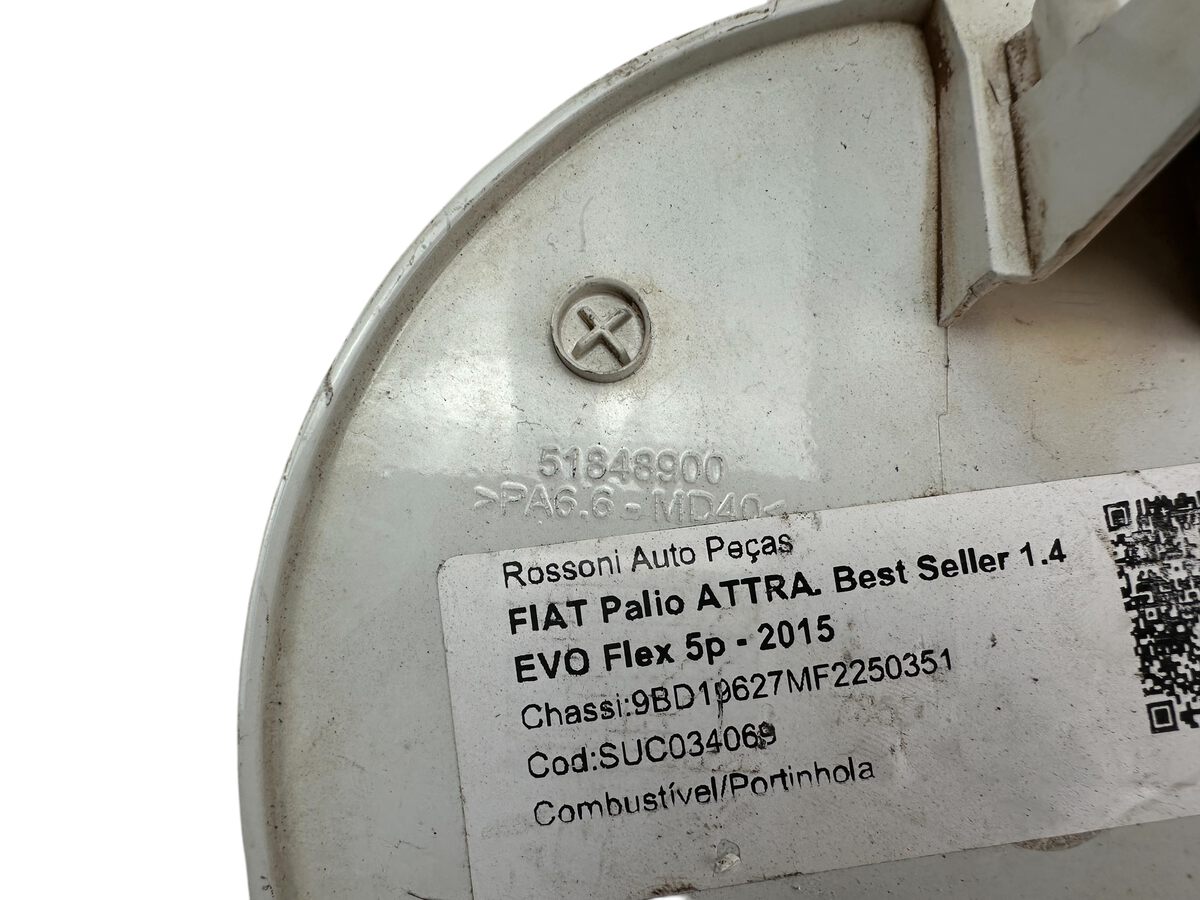 51848900
>PA6.6-MD40<
Rossoni Auto Peças
FIAT Palio ATTRA. Best Seller 1.4
EVO Flex 5p - 2015
Chassi:9BD19627MF2250351
Cod:SUC034069
Combustível/Portinhola